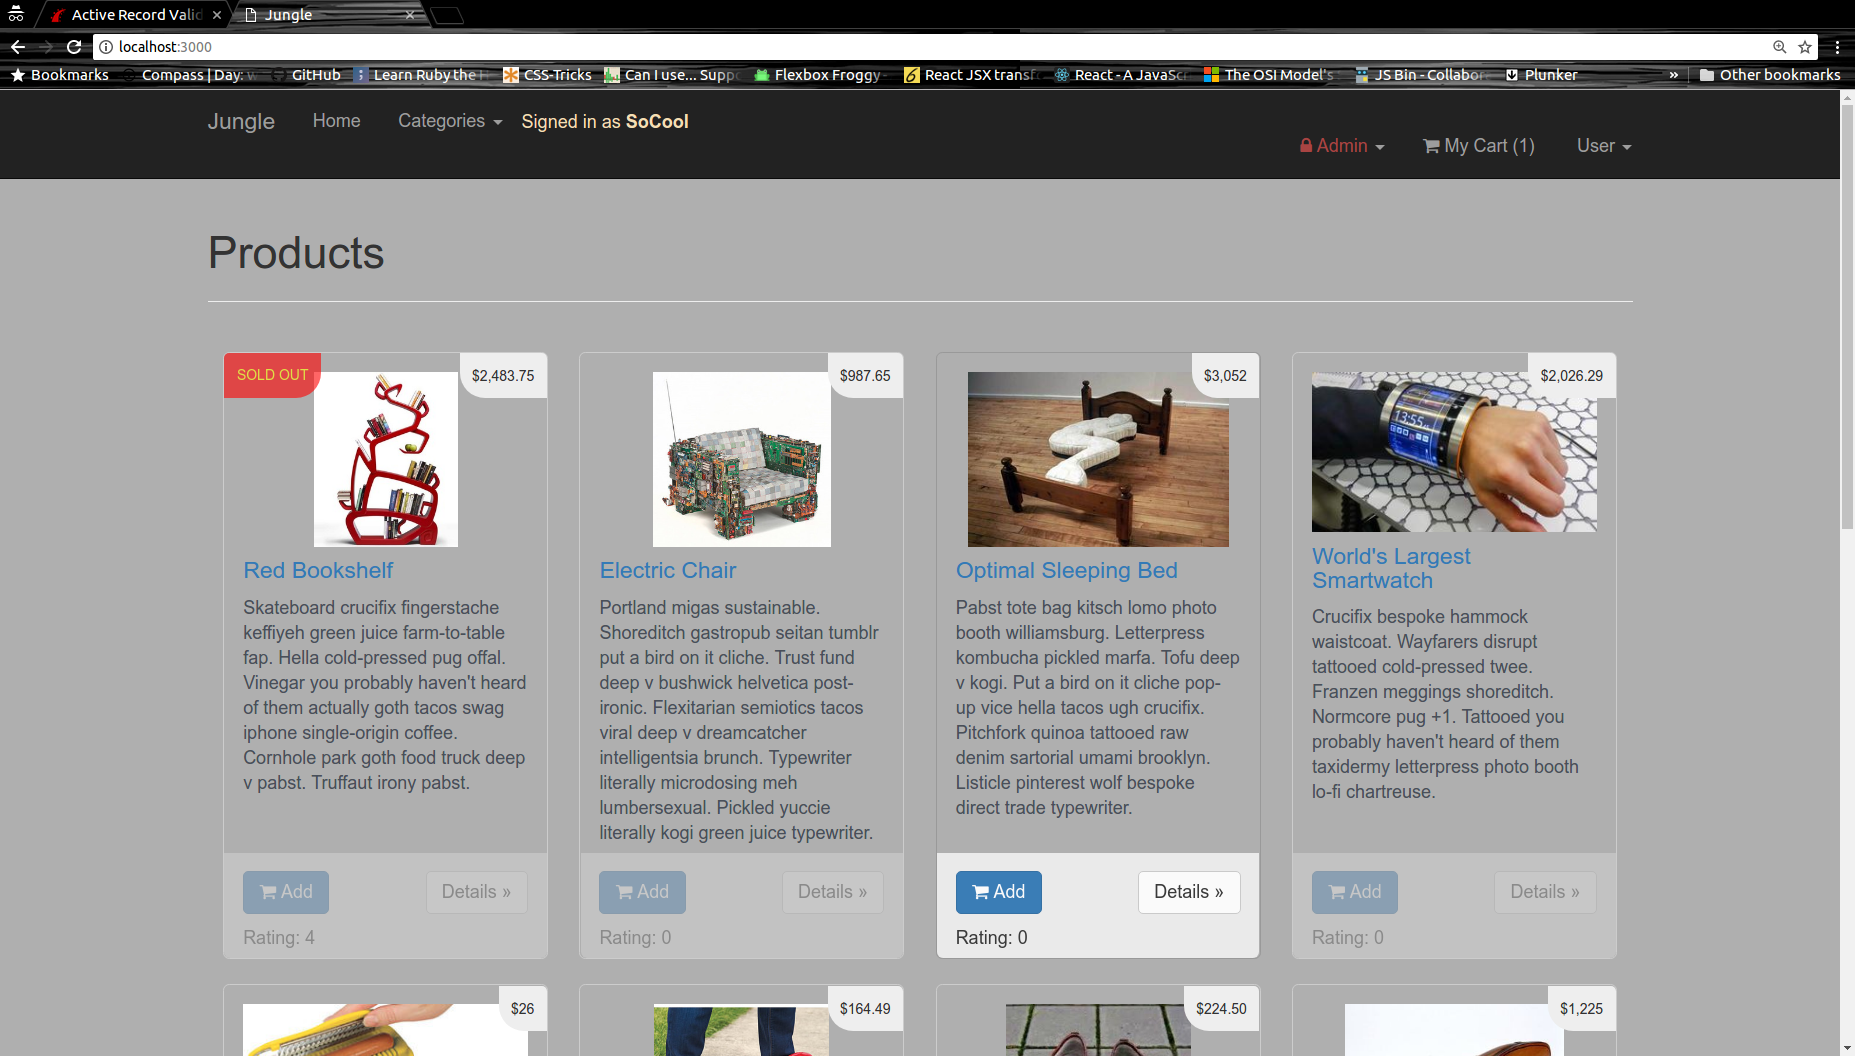 Active Record Valid
Jungle
localhost:3000
Bookmarks
Compass | Day: w
GitHub
Learn Ruby the
CSS-Tricks
Can I use... Suppo
Flexbox Froggy
React JSX transf
React - A JavaScr
The OSI Model's
JS Bin - Collabor
Plunker
»
Other bookmarks
Jungle
Home
Categories
Signed in as SoCool
Admin
My Cart (1)
User
Products
SOLD OUT
$2,483.75
Red Bookshelf
Skateboard crucifix fingerstache
keffiyeh green juice farm-to-table
fap. Hella cold-pressed pug offal.
Vinegar you probably haven't heard
of them actually goth tacos swag
iphone single-origin coffee.
Cornhole park goth food truck deep
v pabst. Truffaut irony pabst.
Add
Details »
Rating: 4
$987.65
Electric Chair
Portland migas sustainable.
Shoreditch gastropub seitan tumblr
put a bird on it cliche. Trust fund
deep v bushwick helvetica post-
ironic. Flexitarian semiotics tacos
viral deep v dreamcatcher
intelligentsia brunch. Typewriter
literally microdosing meh
lumbersexual. Pickled yuccie
literally kogi green juice typewriter.
Add
Details »
Rating: 0
$3,052
Optimal Sleeping Bed
Pabst tote bag kitsch lomo photo
booth williamsburg. Letterpress
kombucha pickled marfa. Tofu deep
v kogi. Put a bird on it cliche pop-
up vice hella tacos ugh crucifix.
Pitchfork quinoa tattooed raw
denim sartorial umami brooklyn.
Listicle pinterest wolf bespoke
direct trade typewriter.
Add
Details »
Rating: 0
$2,026.29
13:55
World's Largest
Smartwatch
Crucifix bespoke hammock
waistcoat. Wayfarers disrupt
tattooed cold-pressed twee.
Franzen meggings shoreditch.
Normcore pug +1. Tattooed you
probably haven't heard of them
taxidermy letterpress photo booth
lo-fi chartreuse.
Add
Details »
Rating: 0
$26
$164.49
$224.50
$1,225